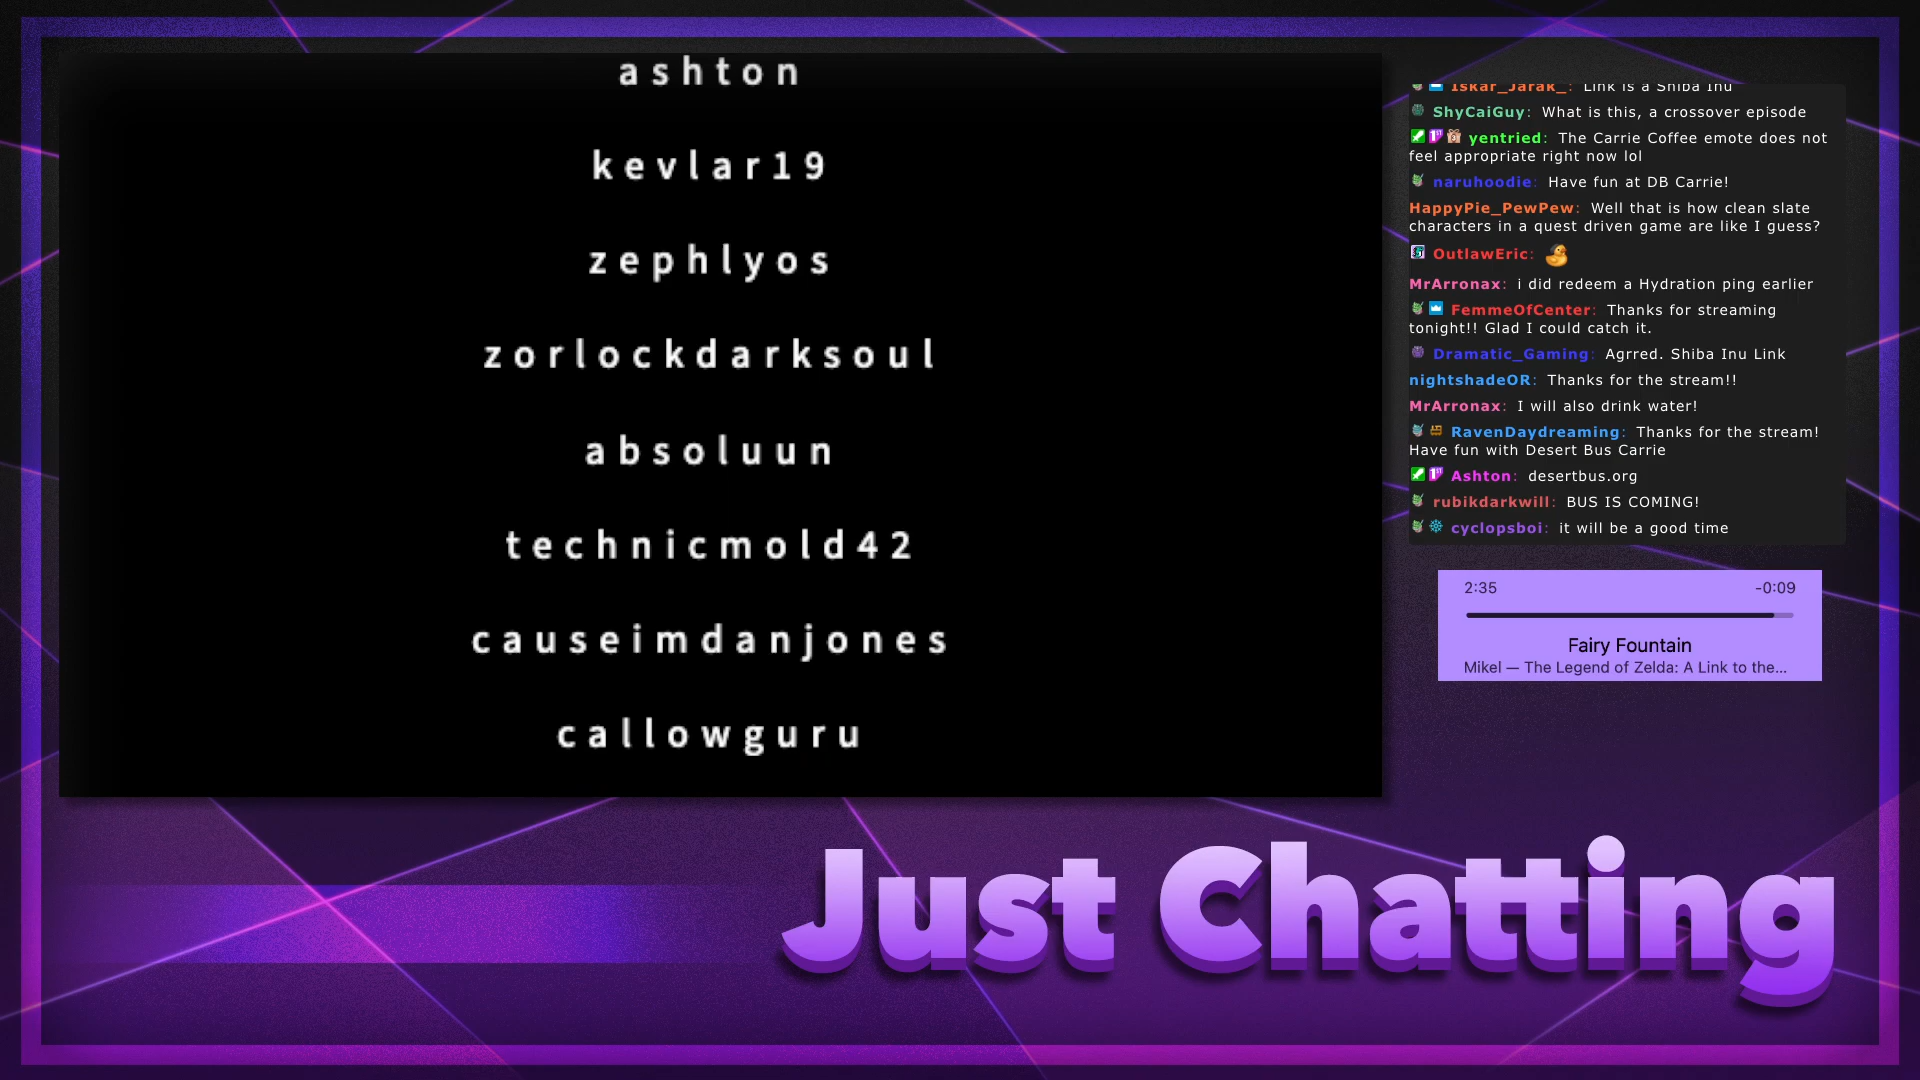 ashton
kevlar19
zephlyos
zorlockdarksoul
absoluun
technicmold42
causeimdanjones
callowguru
Iskar_Jarak_: Link is a Shiba Inu
ShyCaiGuy: What is this, a crossover episode
yentried: The Carrie Coffee emote does not
feel appropriate right now lol
naruhoodie: Have fun at DB Carrie!
HappyPie_PewPew: Well that is how clean slate
characters in a quest driven game are like I guess?
OutlawEric:
MrArronax: i did redeem a Hydration ping earlier
FemmeOfCenter: Thanks for streaming
tonight!! Glad I could catch it.
Dramatic_Gaming: Agrred. Shiba Inu Link
nightshadeOR: Thanks for the stream!!
MrArronax: I will also drink water!
RavenDaydreaming: Thanks for the stream!
Have fun with Desert Bus Carrie
Ashton: desertbus.org
rubikdarkwill: BUS IS COMING!
cyclopsboi: it will be a good time
2:35 -0:09
Fairy Fountain
Mikel — The Legend of Zelda: A Link to the...
Just Chatting